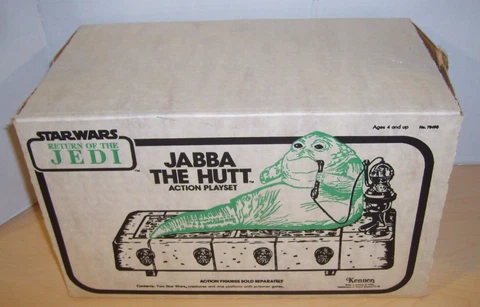 STAR WARS
RETURN OF THE
JEDI
Ages 4 and up
JABBA
THE HUTT
ACTION PLAYSET
ACTION FIGURES SOLD SEPARATELY
Kenner